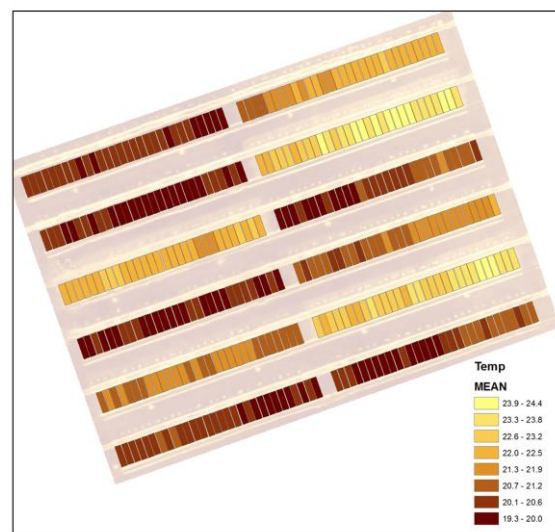 Temp
MEAN
23.9 - 24.4
23.3 - 23.8
22.6 - 23.2
22.0 - 22.5
21.3 - 21.9
20.7 - 21.2
20.1 - 20.6
19.3 - 20.0